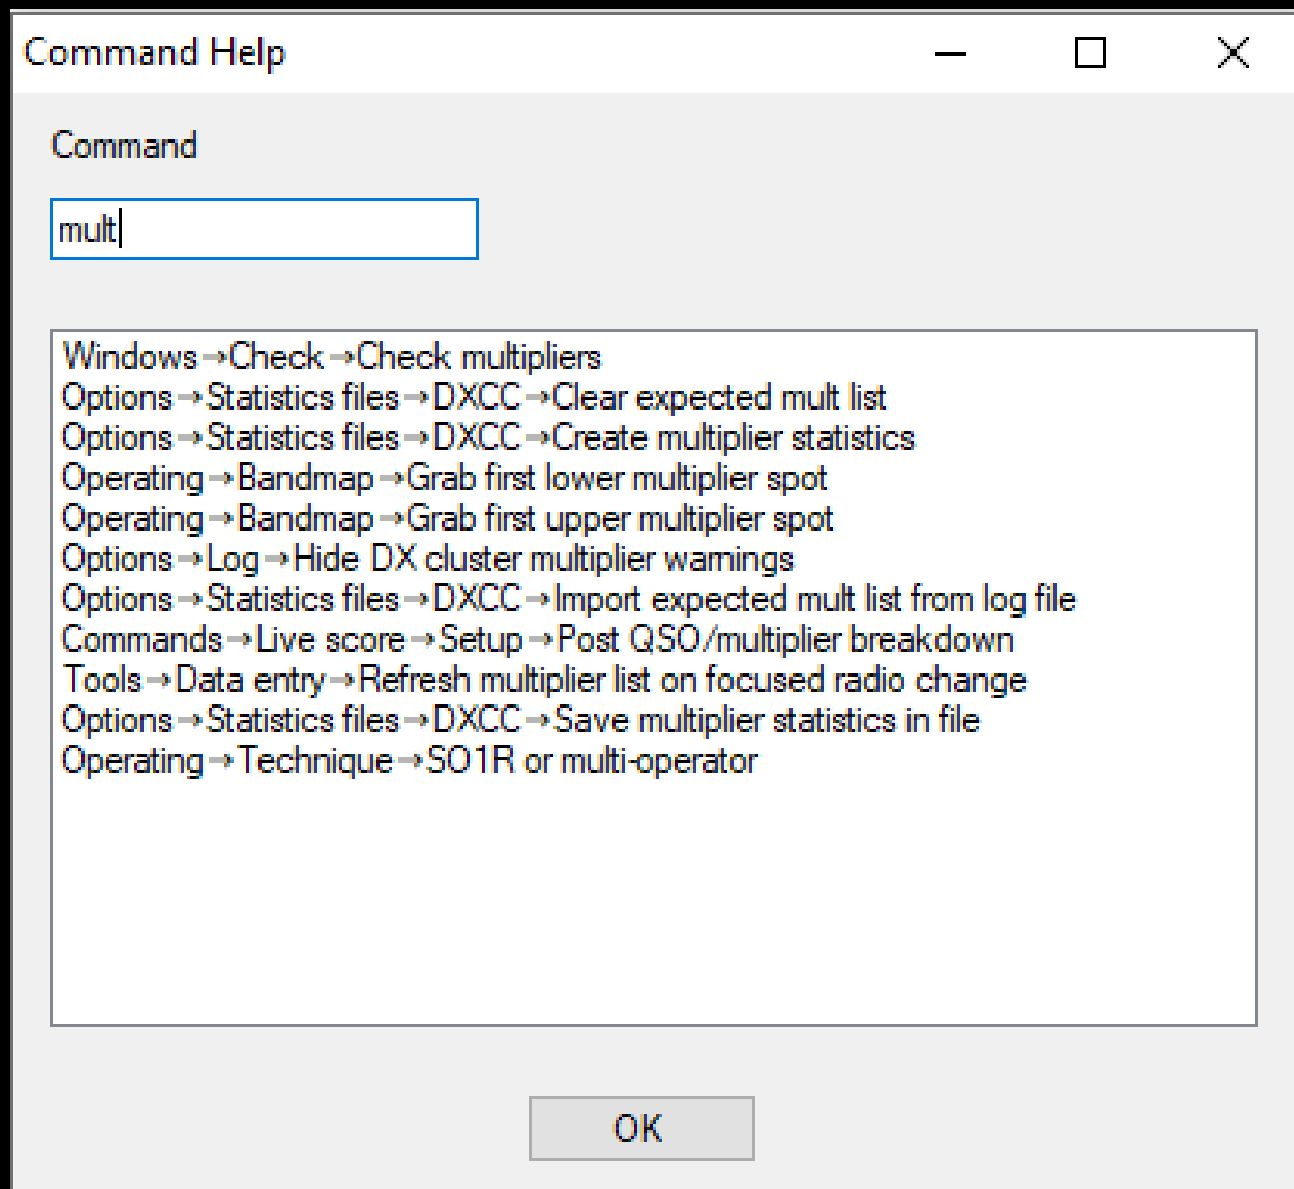 Command Help
Command
mult
Windows→Check→Check multipliers
Options→Statistics files→DXCC→Clear expected mult list
Options→Statistics files→DXCC→Create multiplier statistics
Operating→Bandmap→Grab first lower multiplier spot
Operating→Bandmap→Grab first upper multiplier spot
Options→Log→Hide DX cluster multiplier warnings
Options→Statistics files→DXCC→Import expected mult list from log file
Commands→Live score→Setup→Post QSO/multiplier breakdown
Tools→Data entry→Refresh multiplier list on focused radio change
Options→Statistics files→DXCC→Save multiplier statistics in file
Operating→Technique→SO1R or multi-operator
OK